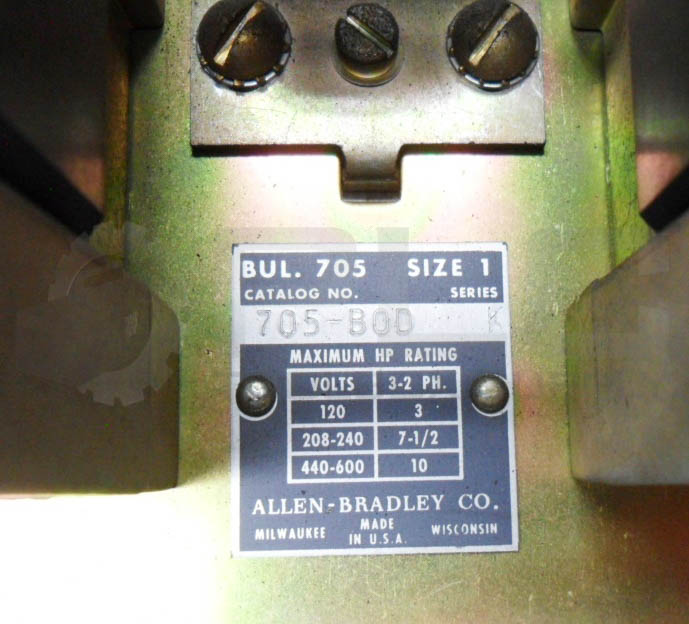 BUL. 705 SIZE 1
CATALOG NO. SERIES
705-BOD K
MAXIMUM HP RATING
VOLTS 3-2 PH.
120 3
208-240 7-1/2
440-600 10
ALLEN-BRADLEY CO.
MILWAUKEE MADE IN U.S.A. WISCONSIN